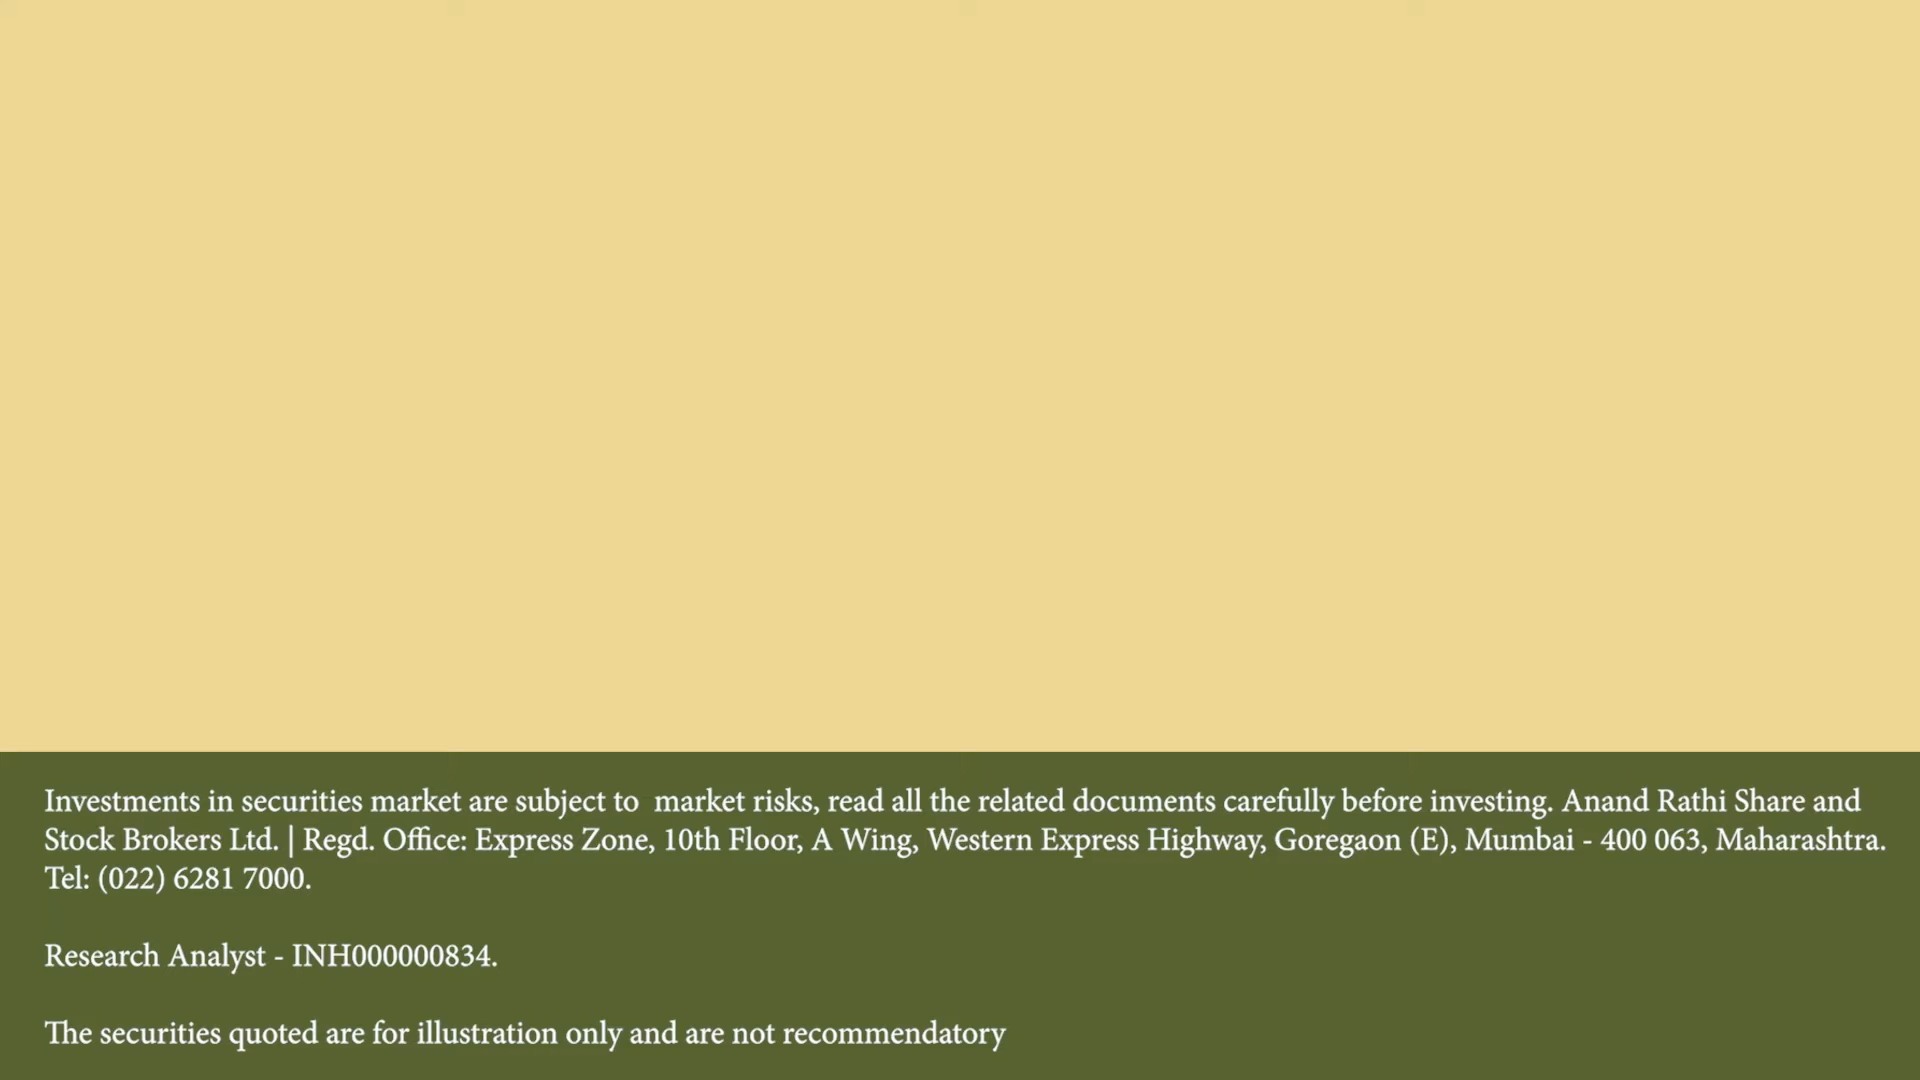 Investments in securities market are subject to  market risks, read all the related documents carefully before investing. Anand Rathi Share and
Stock Brokers Ltd. | Regd. Office: Express Zone, 10th Floor, A Wing, Western Express Highway, Goregaon (E), Mumbai - 400 063, Maharashtra.
Tel: (022) 6281 7000.
Research Analyst - INH000000834.
The securities quoted are for illustration only and are not recommendatory